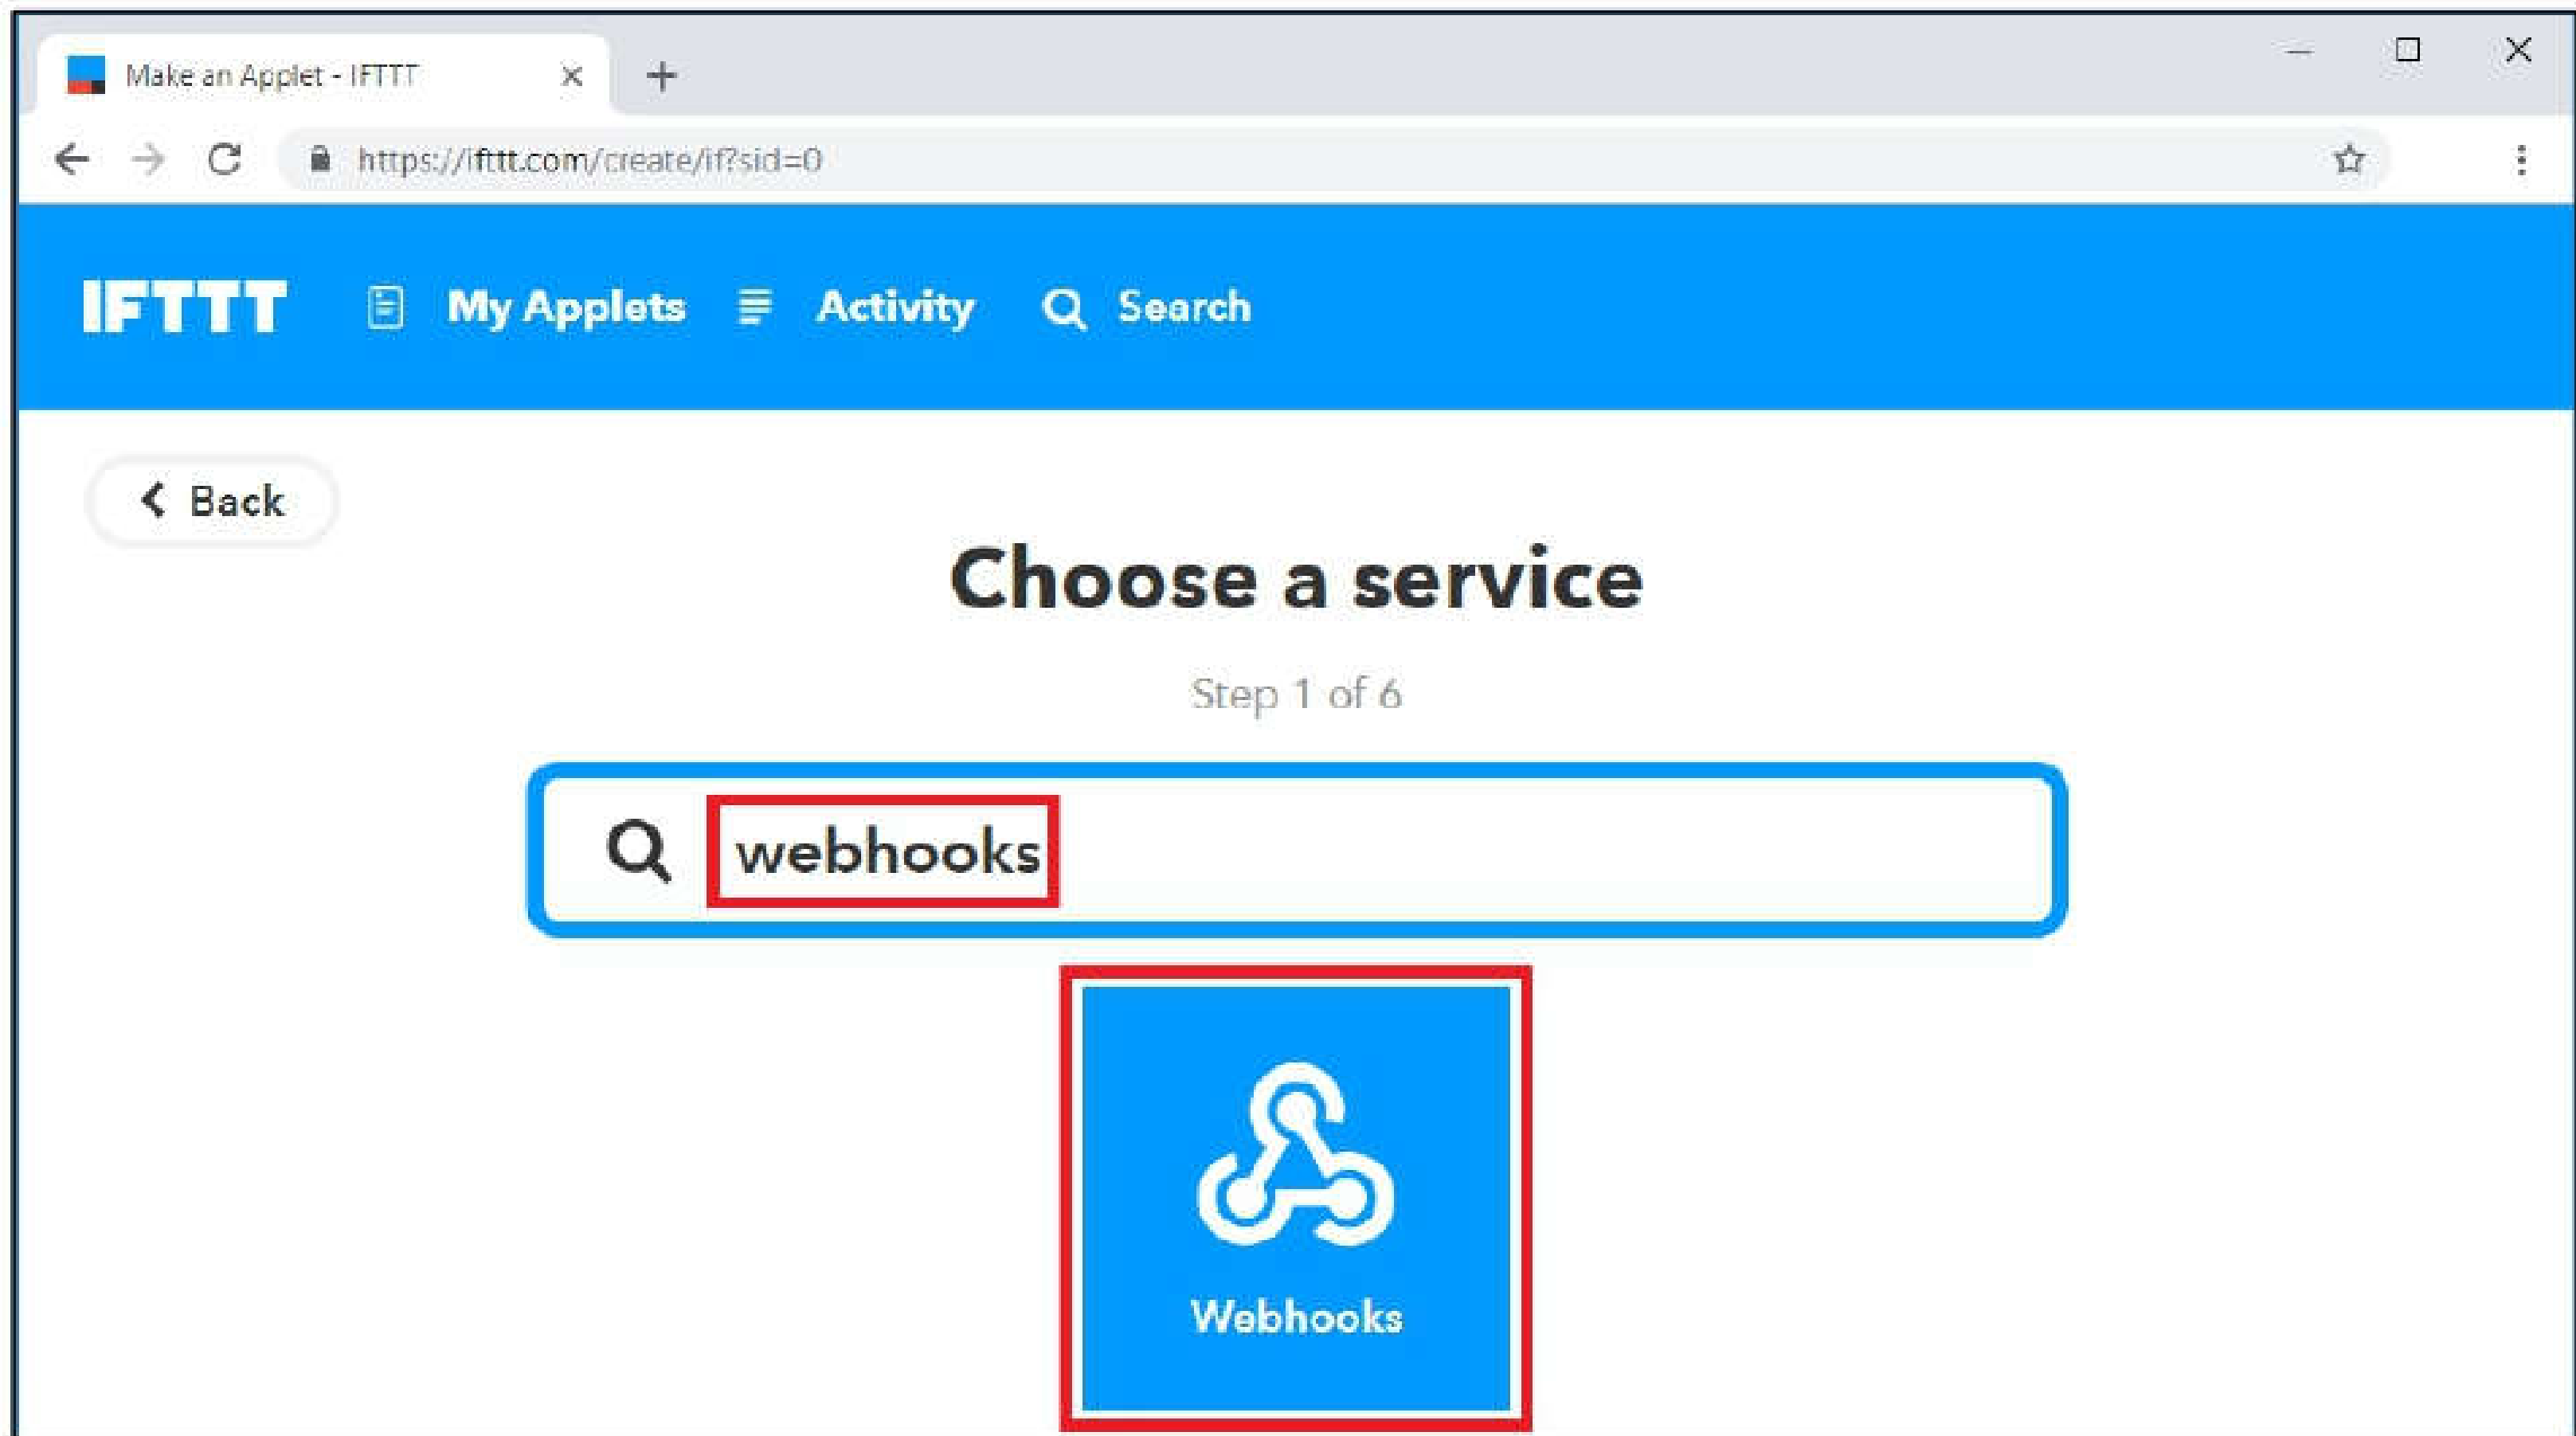 Make an Applet - IFTTT
https://ifttt.com/create/if?sid=0
IFTTT My Applets Activity Search
Back
Choose a service
Step 1 of 6
webhooks
Webhooks